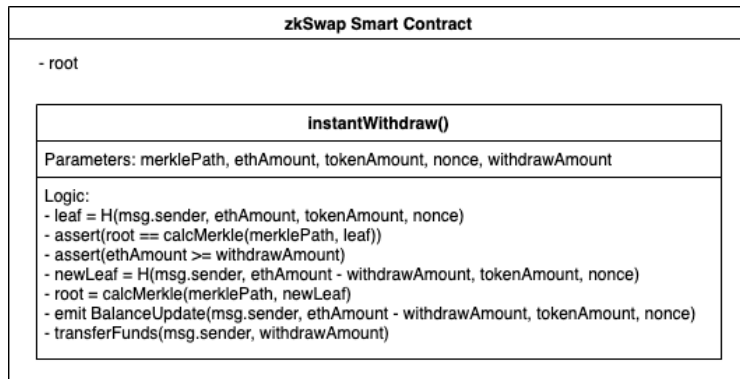 zkSwap Smart Contract
- root
instantWithdraw()
Parameters: merklePath, ethAmount, tokenAmount, nonce, withdrawAmount
Logic:
- leaf = H(msg.sender, ethAmount, tokenAmount, nonce)
- assert(root == calcMerkle(merklePath, leaf))
- assert(ethAmount >= withdrawAmount)
- newLeaf = H(msg.sender, ethAmount - withdrawAmount, tokenAmount, nonce)
- root = calcMerkle(merklePath, newLeaf)
- emit BalanceUpdate(msg.sender, ethAmount - withdrawAmount, tokenAmount, nonce)
- transferFunds(msg.sender, withdrawAmount)